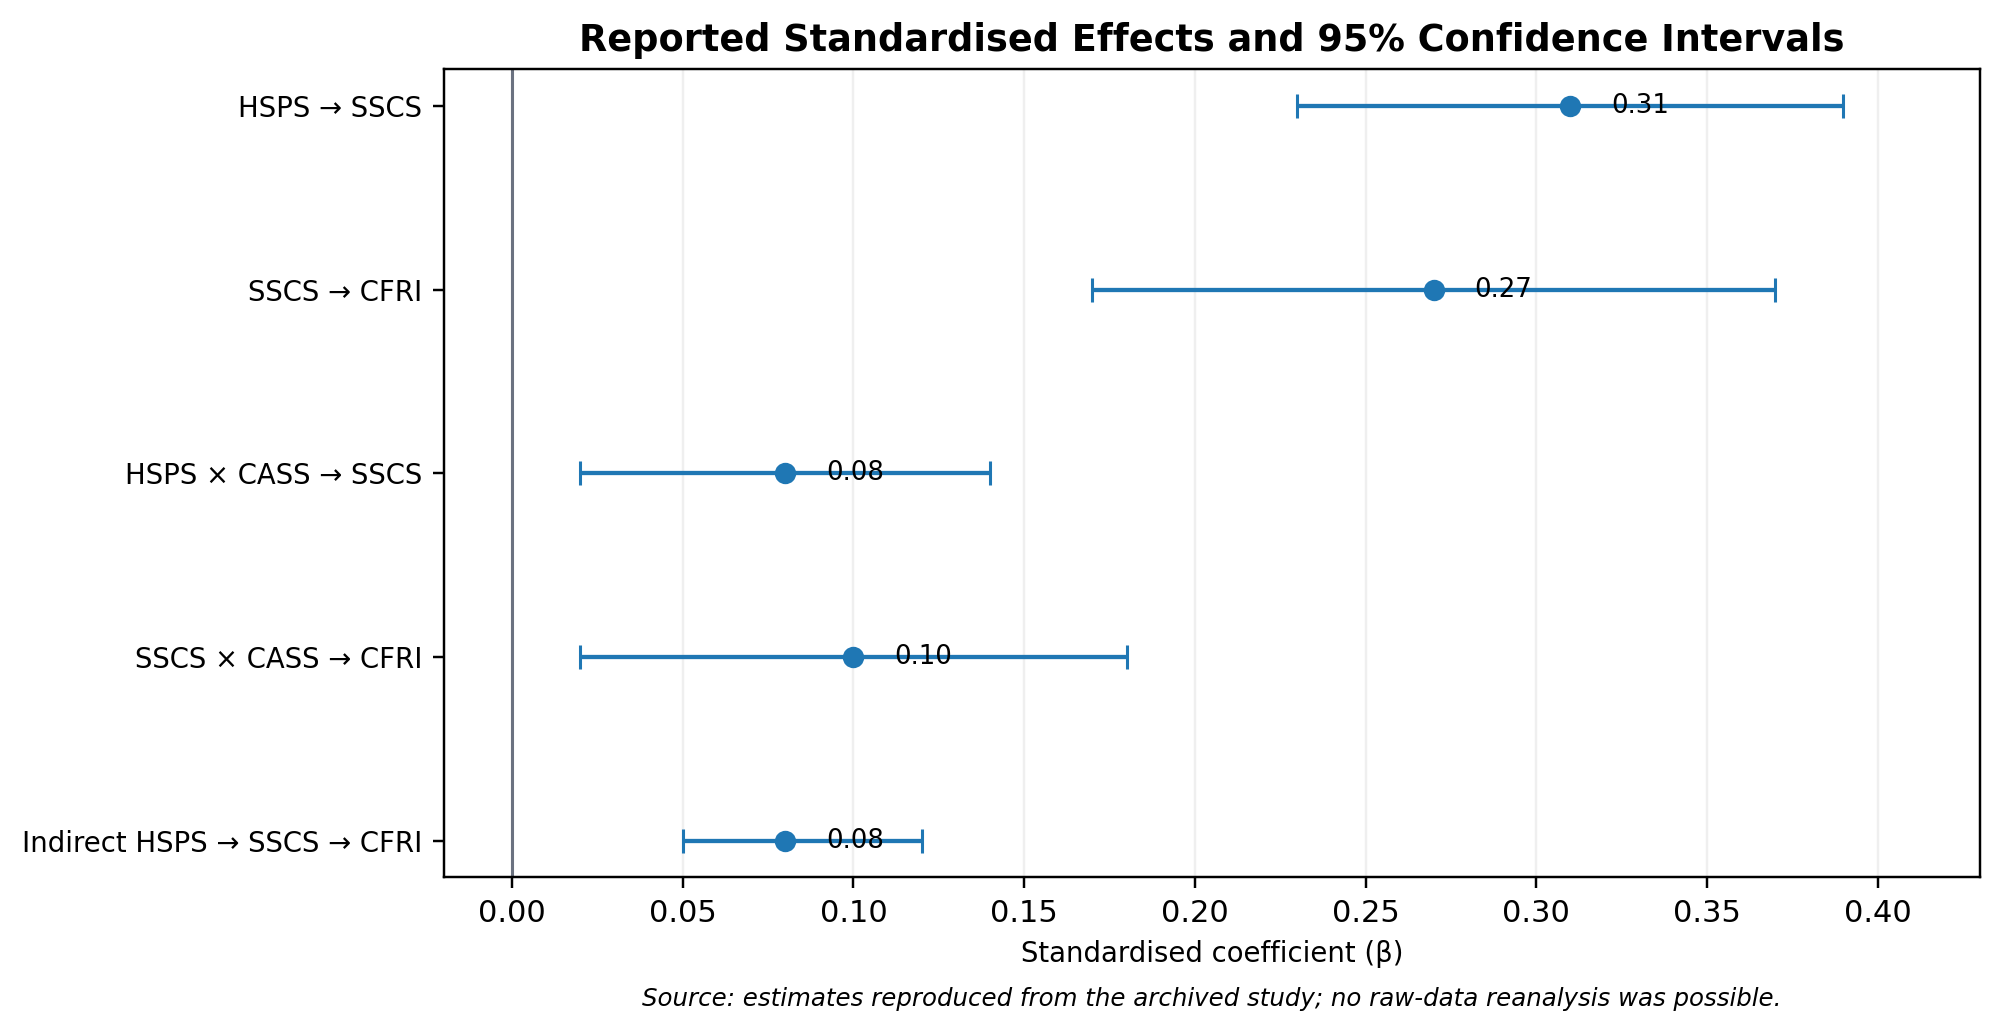 Reported Standardised Effects and 95% Confidence Intervals
HSPS → SSCS
0.31
SSCS → CFRI
0.27
HSPS × CASS → SSCS
0.08
SSCS × CASS → CFRI
0.10
Indirect HSPS → SSCS → CFRI
0.08
0.00 0.05 0.10 0.15 0.20 0.25 0.30 0.35 0.40
Standardised coefficient (β)
Source: estimates reproduced from the archived study; no raw-data reanalysis was possible.